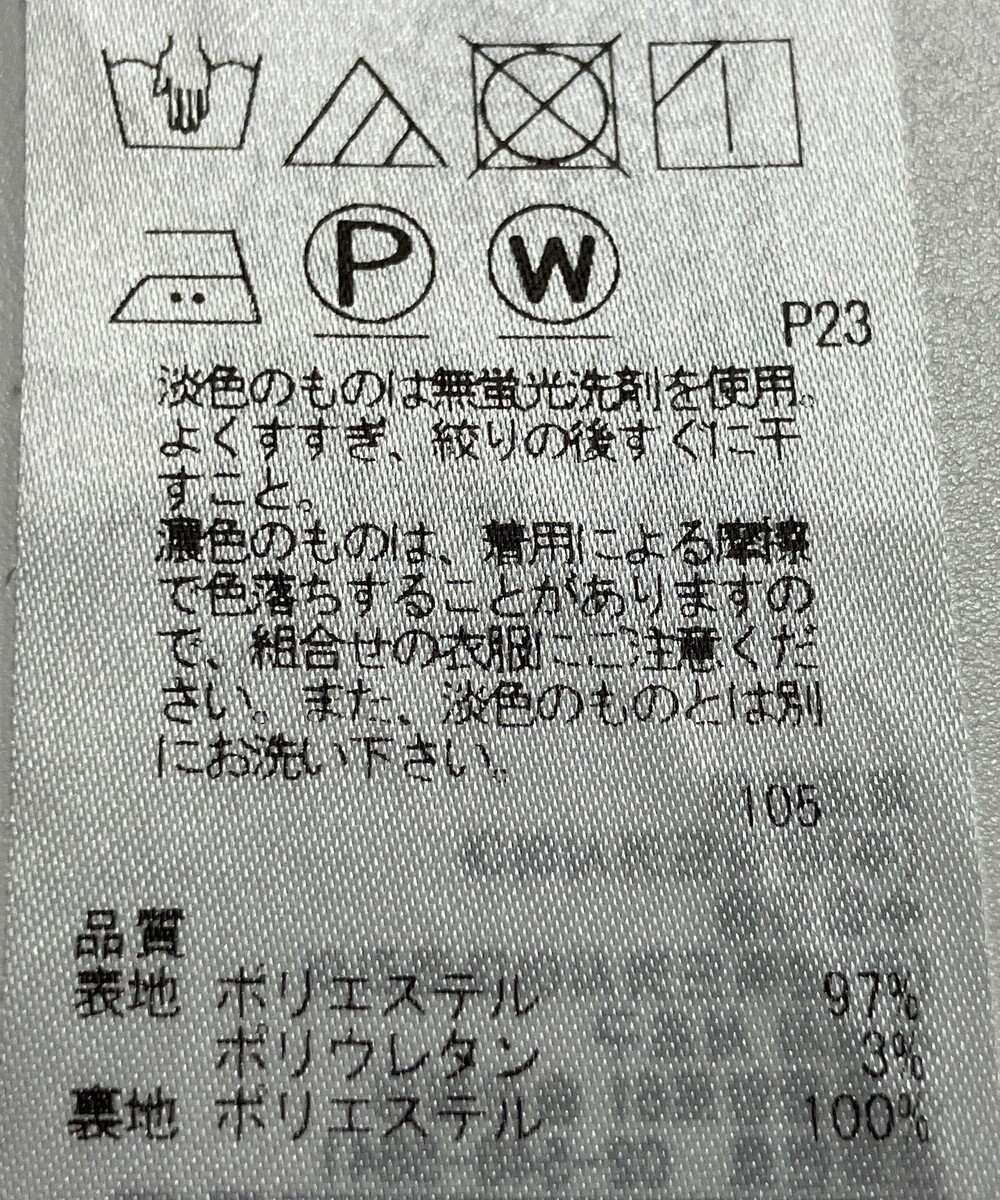 P
W
P23
淡色のものは無蛍光洗剤を使用。
よくすすぎ、絞りの後すぐに干
すこと。
濃色のものは、着用による摩擦
で色落ちすることがありますの
で、組合せの衣服にご注意くだ
さい。また、淡色のものとは別
にお洗い下さい。
105
品質
表地 ポリエステル 97%
ポリウレタン 3%
裏地 ポリエステル 100%